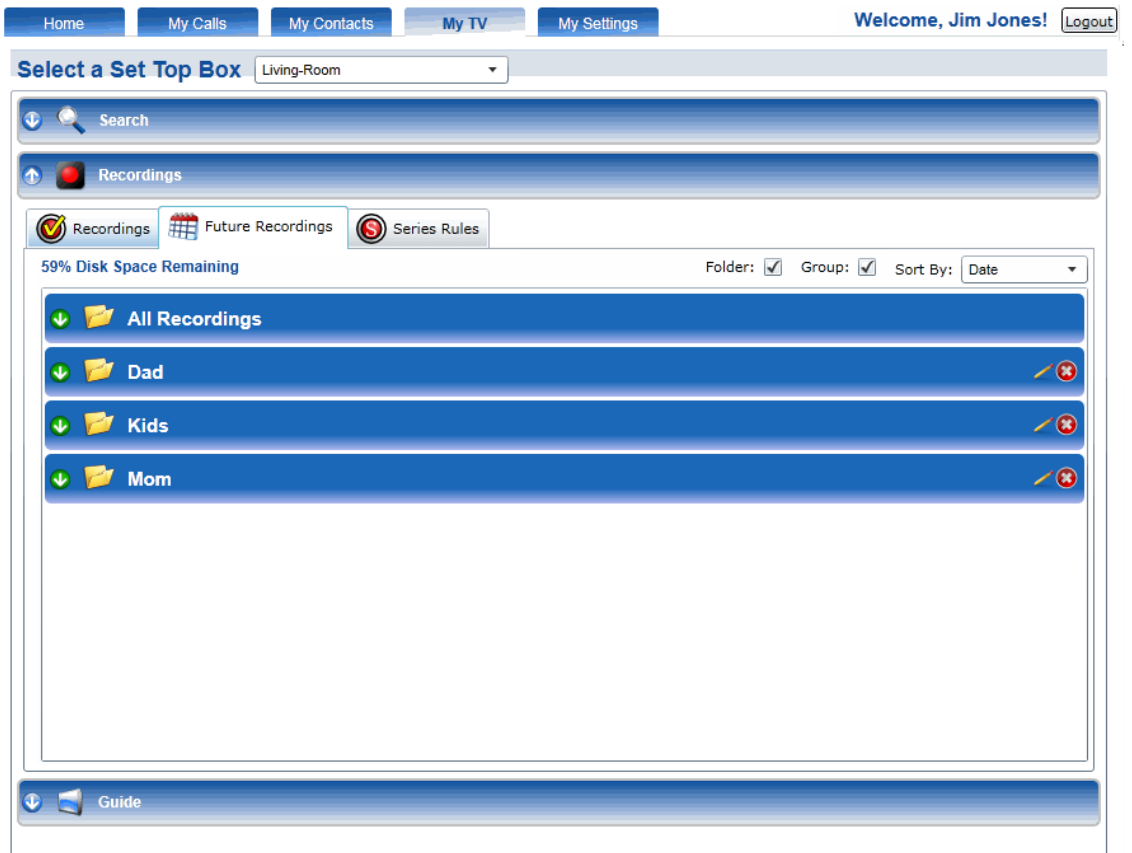 Home My Calls My Contacts My TV My Settings Welcome, Jim Jones! Logout
Select a Set Top Box Living-Room
Search
Recordings
Recordings Future Recordings S Series Rules
59% Disk Space Remaining Folder: Group: Sort By: Date
All Recordings
Dad
Kids
Mom
Guide